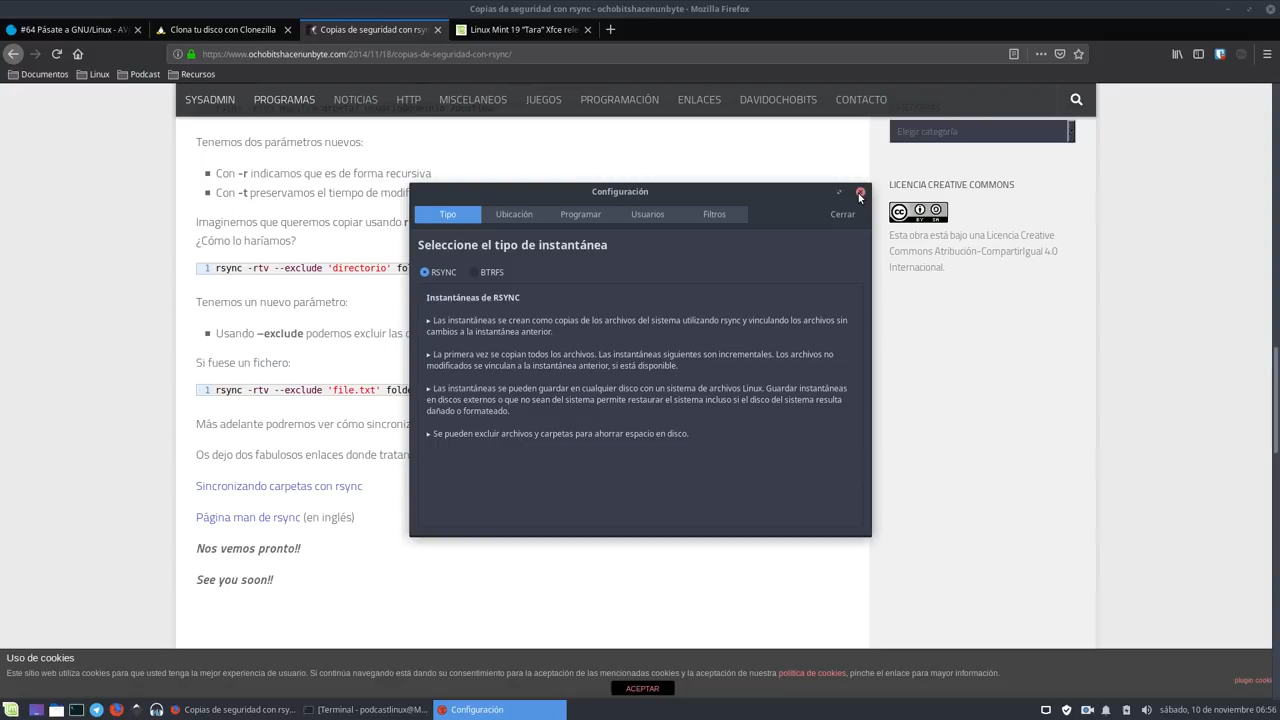 Copias de seguridad con rsync - ochobitshacenunbyte - Mozilla Firefox
#64 Pásate a GNU/Linux - AV
Clona tu disco con Clonezilla
Copias de seguridad con rsyn
Linux Mint 19 "Tara" Xfce rele
https://www.ochobitshacenunbyte.com/2014/11/18/copias-de-seguridad-con-rsync/
Documentos
Linux
Podcast
Recursos
SYSADMIN
PROGRAMAS
NOTICIAS
HTTP
MISCELANEOS
JUEGOS
PROGRAMACIÓN
ENLACES
DAVIDOCHOBITS
CONTACTO
CATEGORÍAS
Elegir categoría
Tenemos dos parámetros nuevos:
Con -r indicamos que es de forma recursiva
Con -t preservamos el tiempo de modif
Imaginemos que queremos copiar usando r
¿Cómo lo haríamos?
1 rsync -rtv --exclude 'directorio' fol
Tenemos un nuevo parámetro:
Usando –exclude podemos excluir las c
Si fuese un fichero:
1 rsync -rtv --exclude 'file.txt' folde
Más adelante podremos ver cómo sincroniz
Os dejo dos fabulosos enlaces donde tratan
Sincronizando carpetas con rsync
Página man de rsync (en inglés)
Nos vemos pronto!!
See you soon!!
LICENCIA CREATIVE COMMONS
cc
BY SA
Esta obra está bajo una Licencia Creative
Commons Atribución-CompartirIgual 4.0
Internacional.
Configuración
Tipo
Ubicación
Programar
Usuarios
Filtros
Cerrar
Seleccione el tipo de instantánea
RSYNC
BTRFS
Instantáneas de RSYNC
▸ Las instantáneas se crean como copias de los archivos del sistema utilizando rsync y vinculando los archivos sin
cambios a la instantánea anterior.
▸ La primera vez se copian todos los archivos. Las instantáneas siguientes son incrementales. Los archivos no
modificados se vinculan a la instantánea anterior, si está disponible.
▸ Las instantáneas se pueden guardar en cualquier disco con un sistema de archivos Linux. Guardar instantáneas
en discos externos o que no sean del sistema permite restaurar el sistema incluso si el disco del sistema resulta
dañado o formateado.
▸ Se pueden excluir archivos y carpetas para ahorrar espacio en disco.
Uso de cookies
Este sitio web utiliza cookies para que usted tenga la mejor experiencia de usuario. Si continúa navegando está dando su consentimiento para la aceptación de las mencionadas cookies y la aceptación de nuestra política de cookies, pinche el enlace para mayor información.
plugin cooki
ACEPTAR
Copias de seguridad con rsy...
[Terminal - podcastlinux@M...
Configuración
sábado, 10 de noviembre 06:56